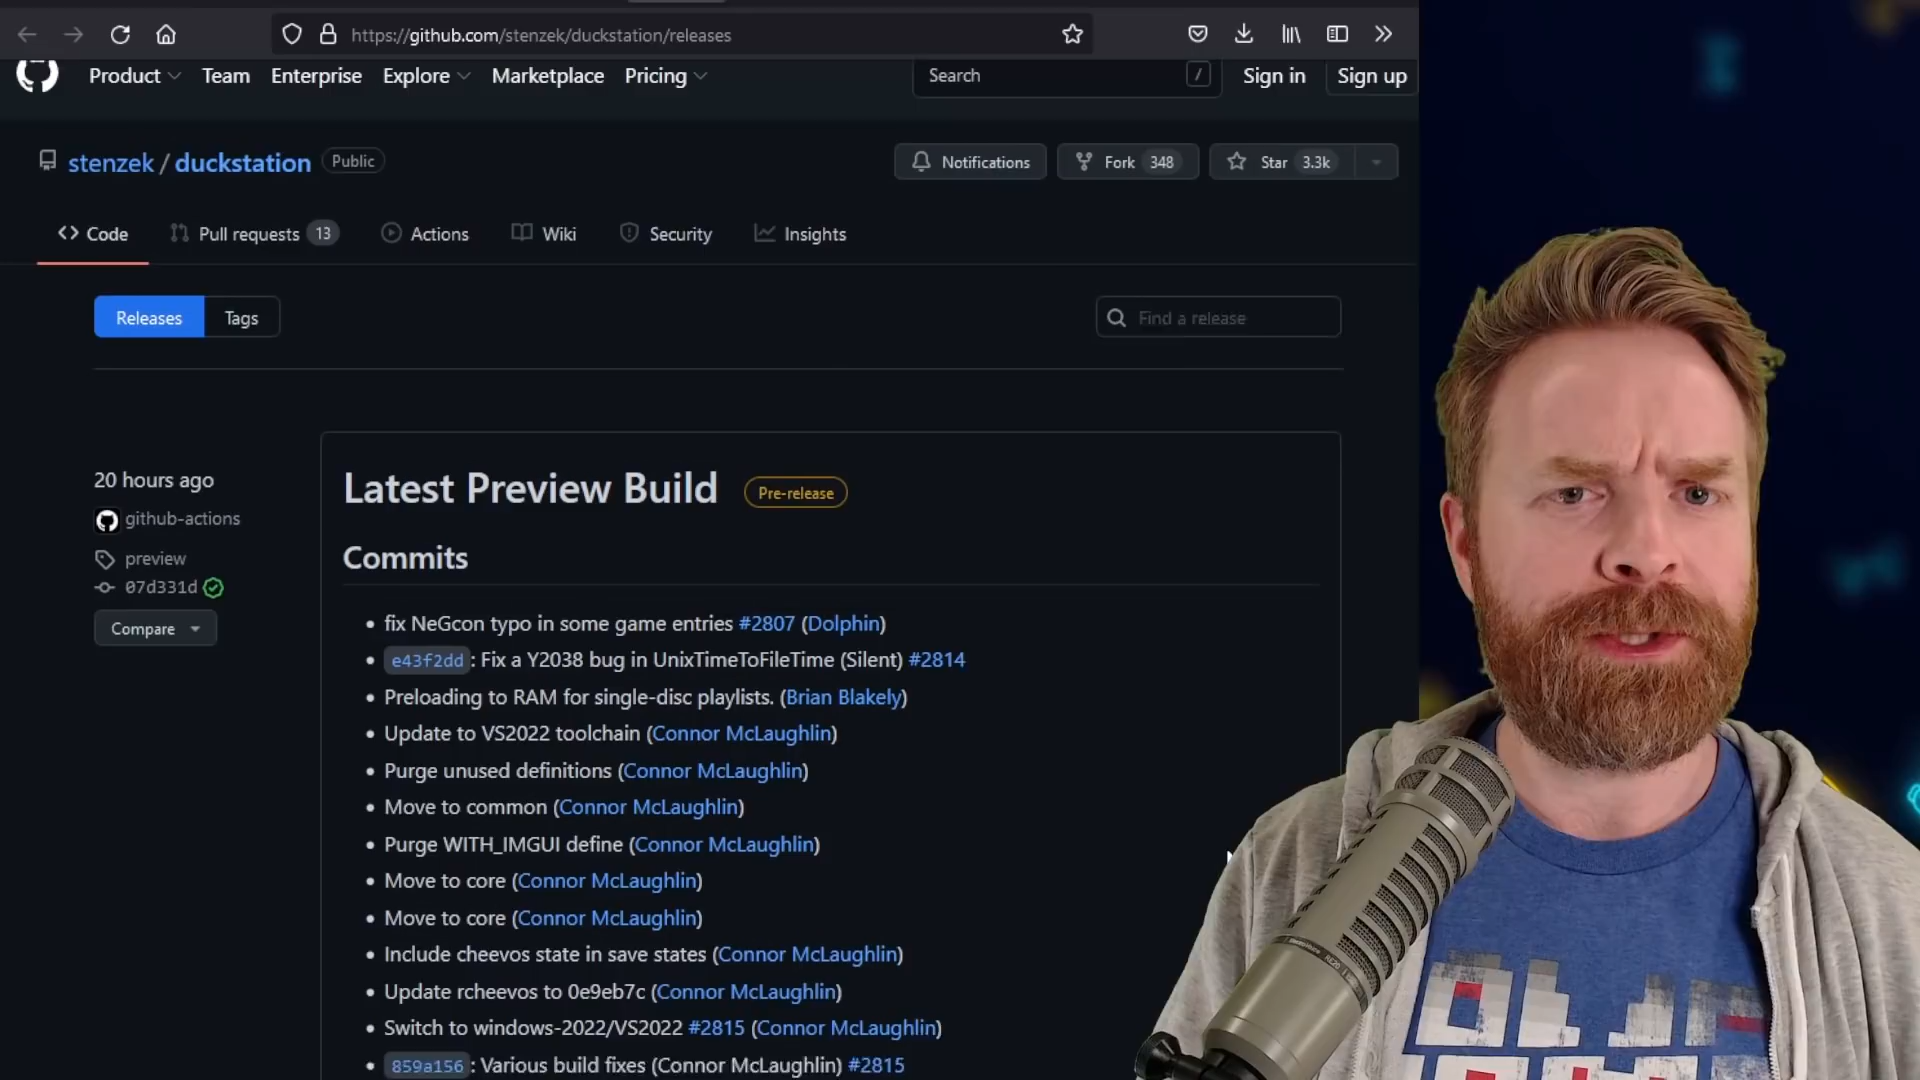 https://github.com/stenzek/duckstation/releases
Product Team Enterprise Explore Marketplace Pricing Search / Sign in Sign up
stenzek / duckstation Public Notifications Fork 348 Star 3.3k
Code Pull requests 13 Actions Wiki Security Insights
Releases Tags Find a release
20 hours ago
github-actions
preview
07d331d
Compare
Latest Preview Build Pre-release
Commits
fix NeGcon typo in some game entries #2807 (Dolphin)
e43f2dd: Fix a Y2038 bug in UnixTimeToFileTime (Silent) #2814
Preloading to RAM for single-disc playlists. (Brian Blakely)
Update to VS2022 toolchain (Connor McLaughlin)
Purge unused definitions (Connor McLaughlin)
Move to common (Connor McLaughlin)
Purge WITH_IMGUI define (Connor McLaughlin)
Move to core (Connor McLaughlin)
Move to core (Connor McLaughlin)
Include cheevos state in save states (Connor McLaughlin)
Update rcheevos to 0e9eb7c (Connor McLaughlin)
Switch to windows-2022/VS2022 #2815 (Connor McLaughlin)
859a156: Various build fixes (Connor McLaughlin) #2815